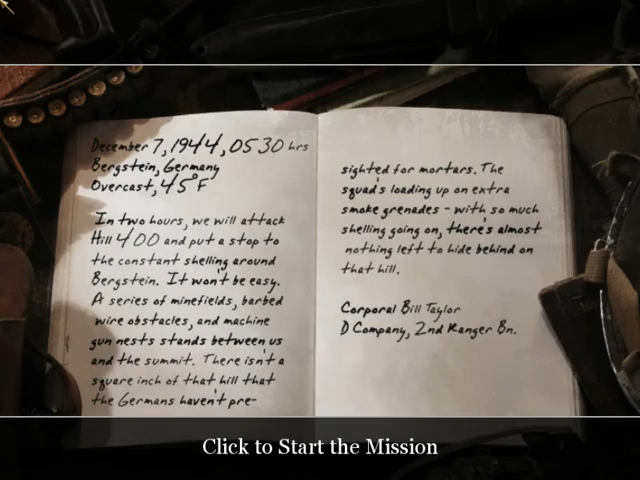 December 7, 1944, 0530 hrs
Bergstein, Germany
Overcast, 45°F
In two hours, we will attack
Hill 400 and put a stop to
the constant shelling around
Bergstein. It won't be easy.
A series of minefields, barbed
wire obstacles, and machine
gun nests stands between us
and the summit. There isn't a
square inch of that hill that
the Germans haven't pre-
sighted for mortars. The
squad's loading up on extra
smoke grenades - with so much
shelling going on, there's almost
nothing left to hide behind on
that hill.
Corporal Bill Taylor
D Company, 2nd Ranger Bn.
Click to Start the Mission